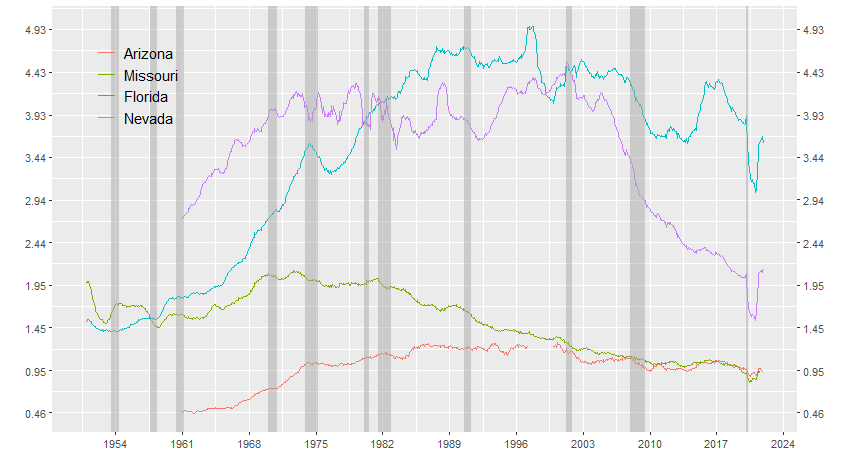 4.93 4.93
Arizona
4.43 Missouri 4.43
Florida
3.93 Nevada 3.93
3.44 3.44
2.94 2.94
2.44 2.44
1.95 1.95
1.45 1.45
0.95 0.95
0.46 0.46
1954 1961 1968 1975 1982 1989 1996 2003 2010 2017 2024